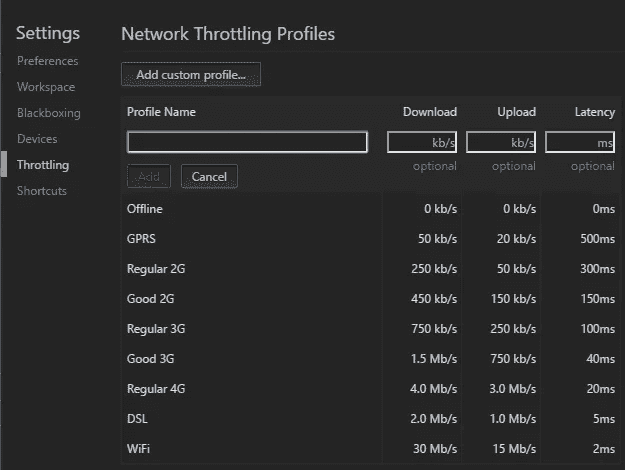 Settings
Preferences
Workspace
Blackboxing
Devices
Throttling
Shortcuts
Network Throttling Profiles
Add custom profile...
Profile Name Download Upload Latency
kb/s kb/s ms
optional optional optional
Add Cancel
Offline 0 kb/s 0 kb/s 0ms
GPRS 50 kb/s 20 kb/s 500ms
Regular 2G 250 kb/s 50 kb/s 300ms
Good 2G 450 kb/s 150 kb/s 150ms
Regular 3G 750 kb/s 250 kb/s 100ms
Good 3G 1.5 Mb/s 750 kb/s 40ms
Regular 4G 4.0 Mb/s 3.0 Mb/s 20ms
DSL 2.0 Mb/s 1.0 Mb/s 5ms
WiFi 30 Mb/s 15 Mb/s 2ms